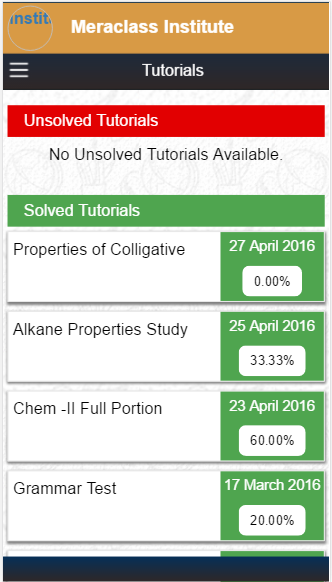 Meraclass Institute
Tutorials
Unsolved Tutorials
No Unsolved Tutorials Available.
Solved Tutorials
Properties of Colligative
27 April 2016
0.00%
Alkane Properties Study
25 April 2016
33.33%
Chem -II Full Portion
23 April 2016
60.00%
Grammar Test
17 March 2016
20.00%